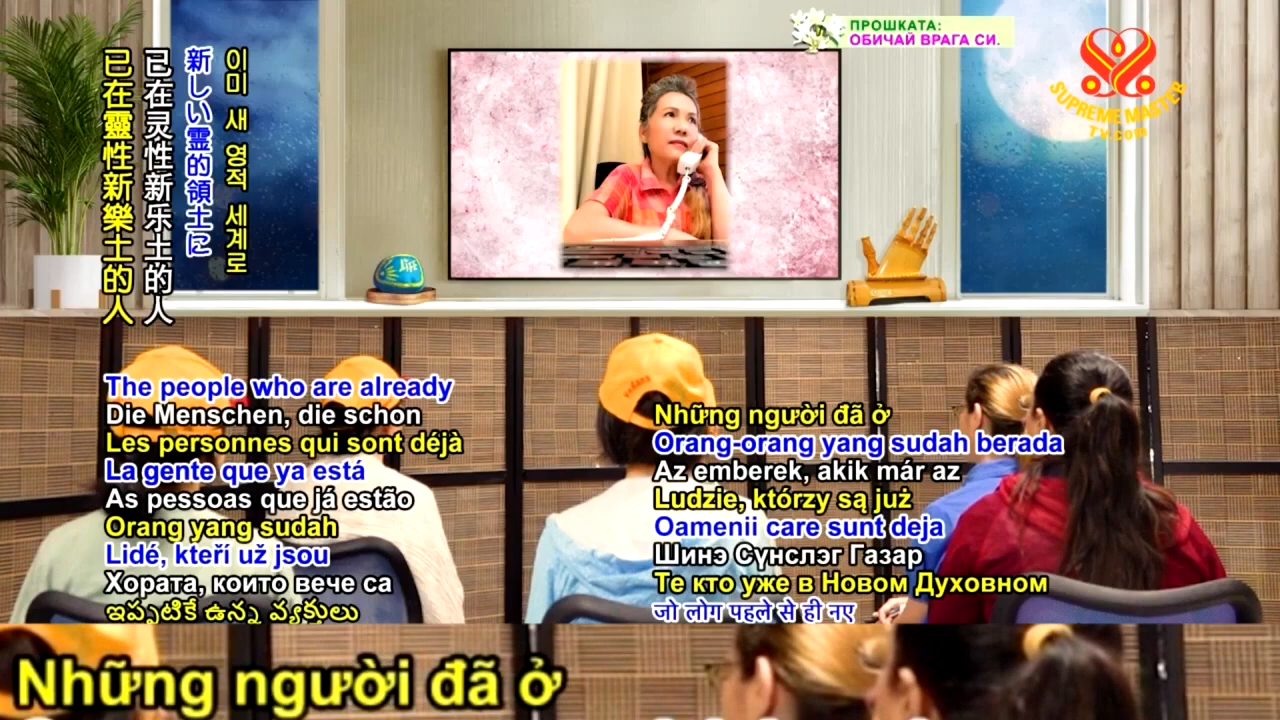 ПРОШКАТА:
ОБИЧАЙ ВРАГА СИ.
SUPREME MASTER
TV.com
이미 새 영적 세계로
新しい霊的領土に
已在灵性新乐土的人
已在靈性新樂土的人
The people who are already
Die Menschen, die schon
Les personnes qui sont déjà
La gente que ya está
As pessoas que já estão
Orang yang sudah
Lidé, kteří už jsou
Хората, които вече са
ఇప్పటికే ఉన్న వ్యక్తులు
Những người đã ở
Orang-orang yang sudah berada
Az emberek, akik már az
Ludzie, którzy są już
Oamenii care sunt deja
Шинэ Сүнслэг Газар
Те кто уже в Новом Духовном
जो लोग पहले से ही नए
Những người đã ở